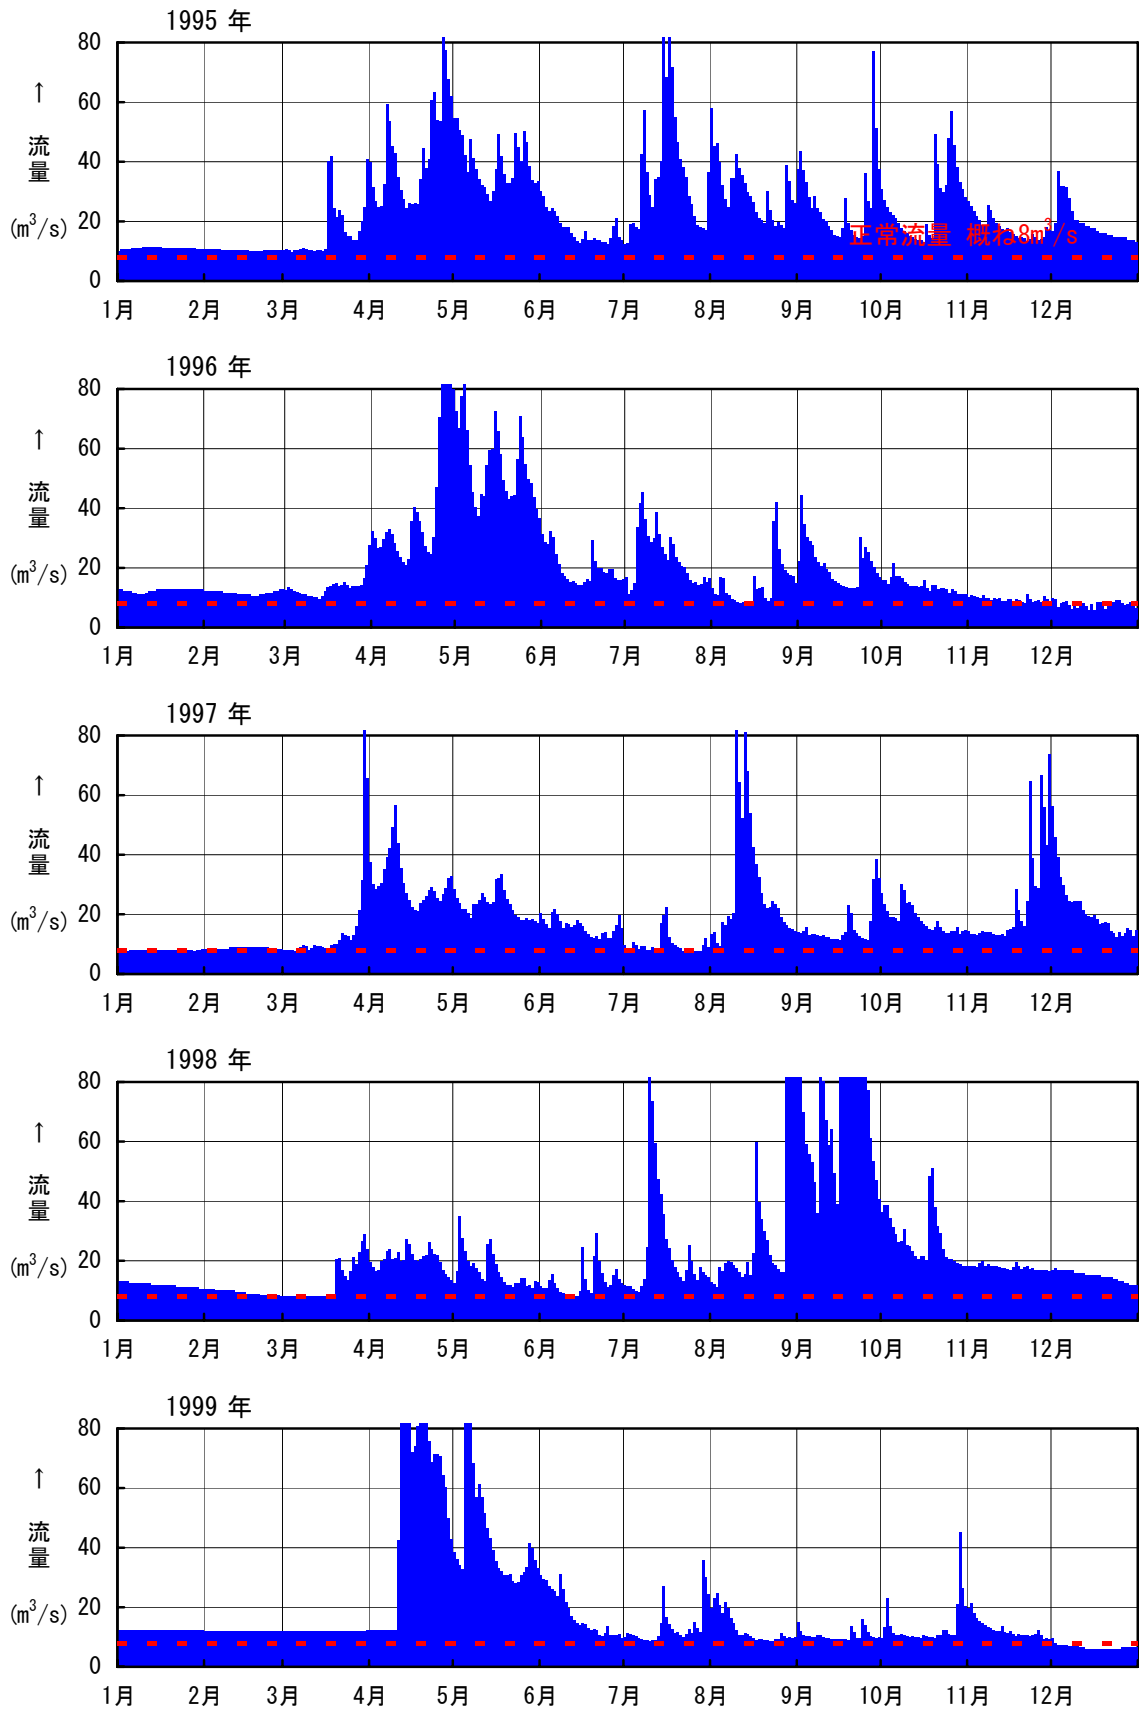 1995 年
80
60
40
20
0
↑
流
量
(m³/s)
正常流量 概ね8m³/s
1月 2月 3月 4月 5月 6月 7月 8月 9月 10月 11月 12月
1996 年
80
60
40
20
0
↑
流
量
(m³/s)
1月 2月 3月 4月 5月 6月 7月 8月 9月 10月 11月 12月
1997 年
80
60
40
20
0
↑
流
量
(m³/s)
1月 2月 3月 4月 5月 6月 7月 8月 9月 10月 11月 12月
1998 年
80
60
40
20
0
↑
流
量
(m³/s)
1月 2月 3月 4月 5月 6月 7月 8月 9月 10月 11月 12月
1999 年
80
60
40
20
0
↑
流
量
(m³/s)
1月 2月 3月 4月 5月 6月 7月 8月 9月 10月 11月 12月